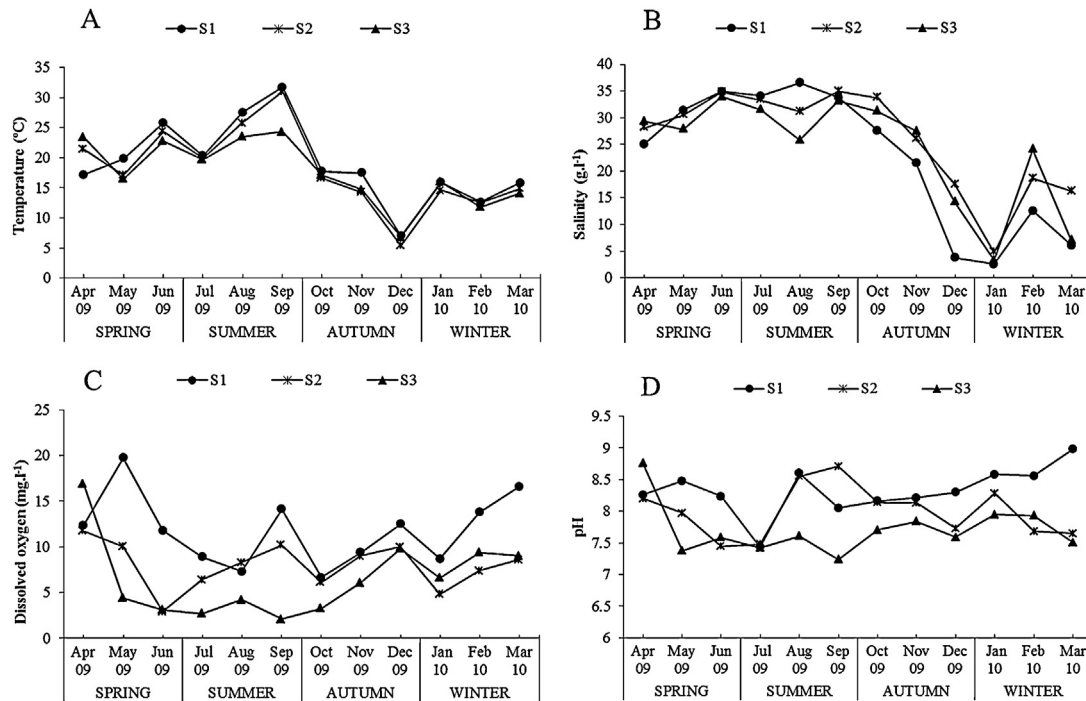 A
S1 S2 S3
Temperature (°C)
35
30
25
20
15
10
5
0
Apr May Jun Jul Aug Sep Oct Nov Dec Jan Feb Mar
09 09 09 09 09 09 09 09 09 10 10 10
SPRING SUMMER AUTUMN WINTER
B
S1 S2 S3
Salinity (g.l-1)
40
35
30
25
20
15
10
5
0
Apr May Jun Jul Aug Sep Oct Nov Dec Jan Feb Mar
09 09 09 09 09 09 09 09 09 10 10 10
SPRING SUMMER AUTUMN WINTER
C
S1 S2 S3
Dissolved oxygen (mg.l-1)
25
20
15
10
5
0
Apr May Jun Jul Aug Sep Oct Nov Dec Jan Feb Mar
09 09 09 09 09 09 09 09 09 10 10 10
SPRING SUMMER AUTUMN WINTER
D
S1 S2 S3
pH
9.5
9
8.5
8
7.5
7
6.5
6
Apr May Jun Jul Aug Sep Oct Nov Dec Jan Feb Mar
09 09 09 09 09 09 09 09 09 10 10 10
SPRING SUMMER AUTUMN WINTER